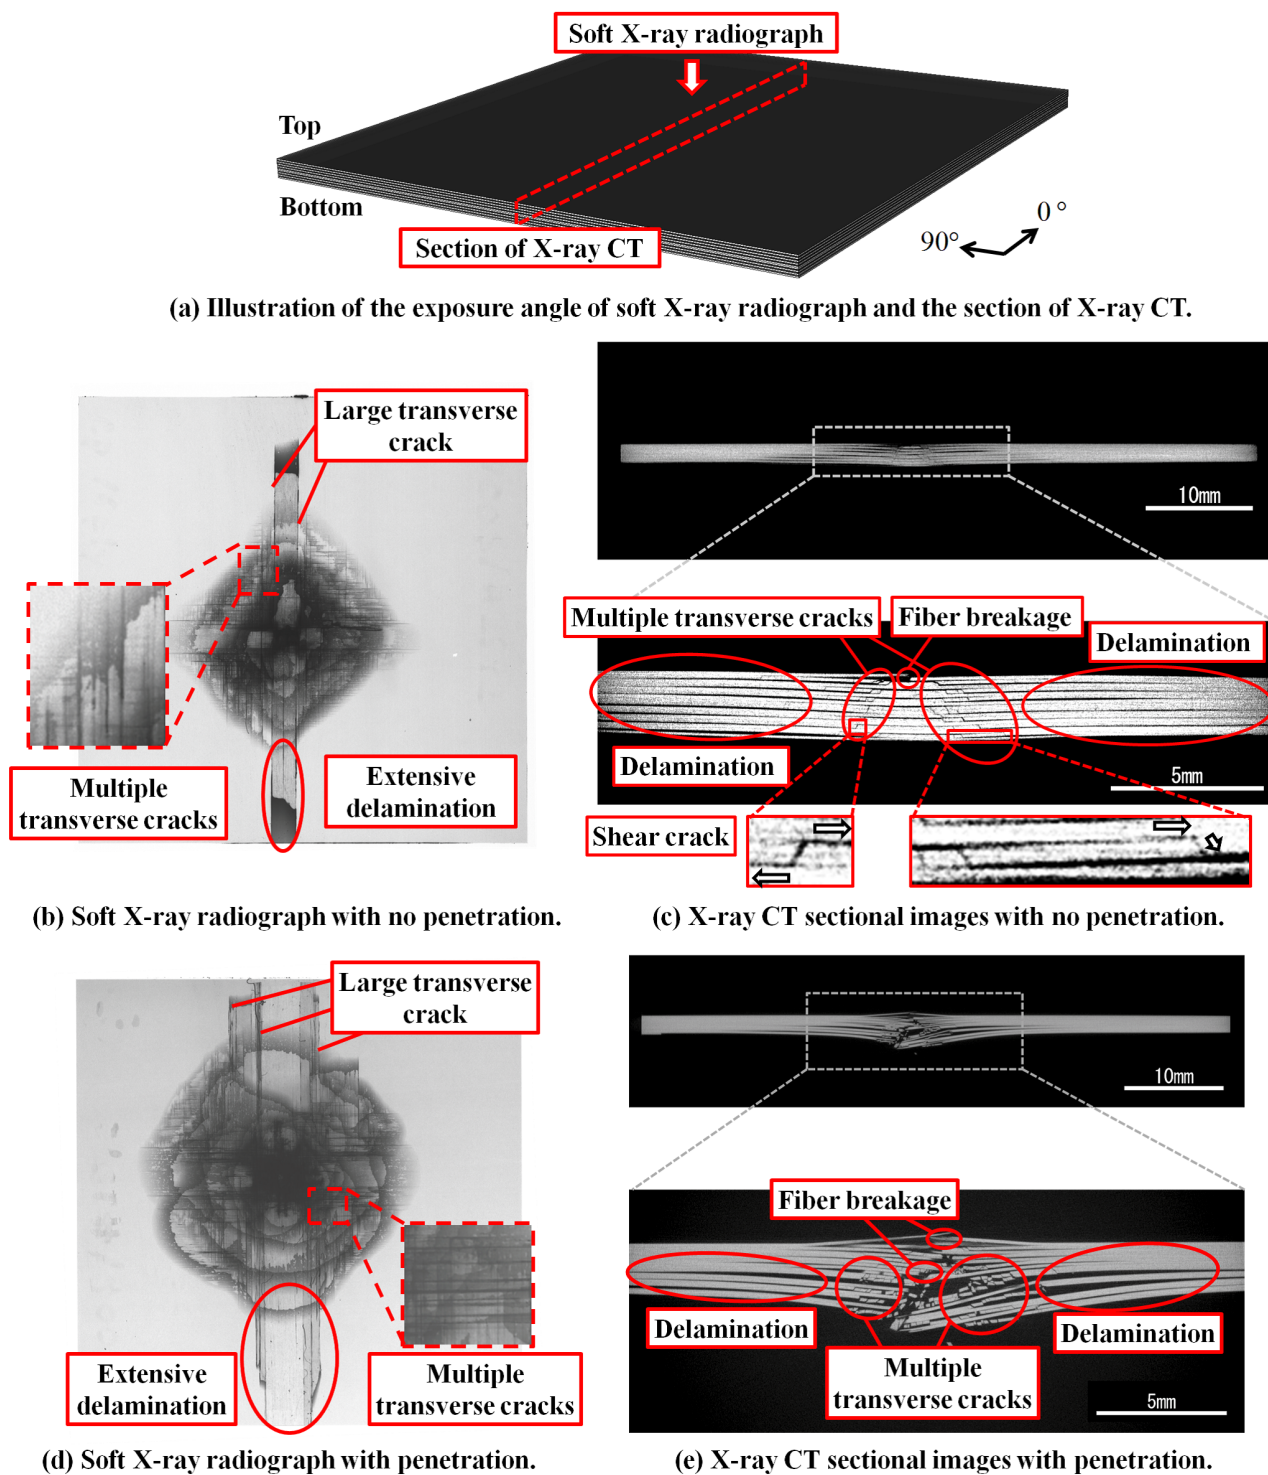 Soft X-ray radiograph
Top
Bottom
Section of X-ray CT
0°
90°
(a) Illustration of the exposure angle of soft X-ray radiograph and the section of X-ray CT.
Large transverse
crack
Multiple
transverse cracks
Extensive
delamination
(b) Soft X-ray radiograph with no penetration.
10mm
Multiple transverse cracks
Fiber breakage
Delamination
Delamination
5mm
Shear crack
(c) X-ray CT sectional images with no penetration.
Large transverse
crack
Extensive
delamination
Multiple
transverse cracks
(d) Soft X-ray radiograph with penetration.
10mm
Fiber breakage
Delamination
Delamination
Multiple
transverse cracks
5mm
(e) X-ray CT sectional images with penetration.